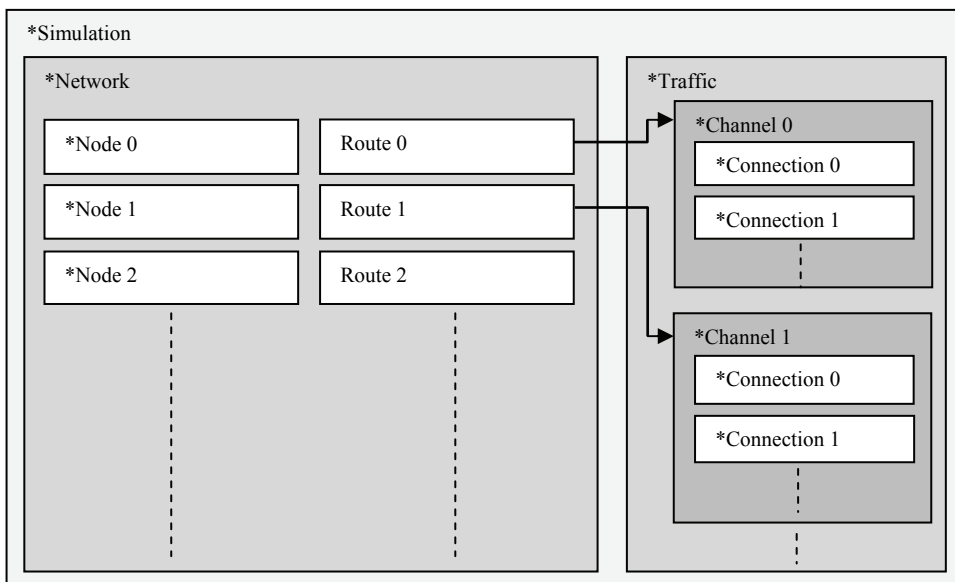 *Simulation
*Network
*Node 0
Route 0
*Node 1
Route 1
*Node 2
Route 2
*Traffic
*Channel 0
*Connection 0
*Connection 1
*Channel 1
*Connection 0
*Connection 1